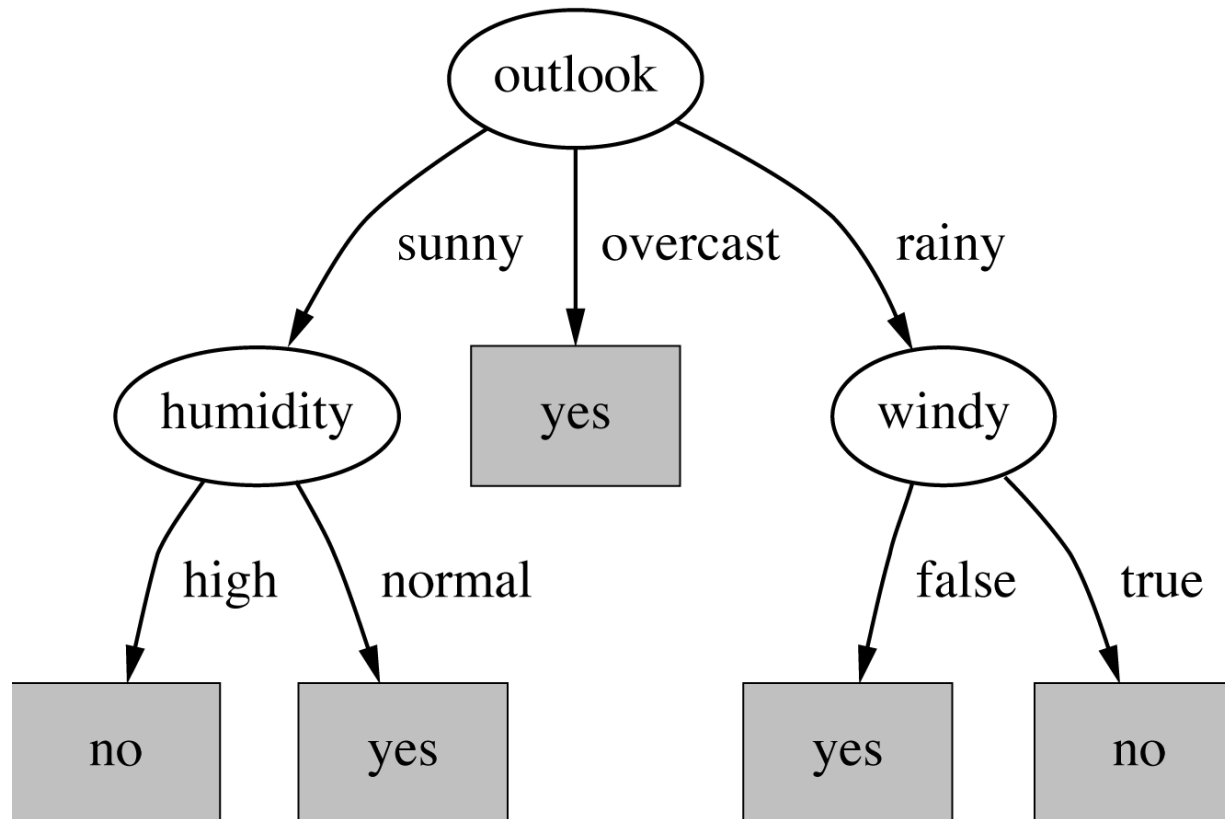 outlook
sunny overcast rainy
humidity yes windy
high normal false true
no yes yes no